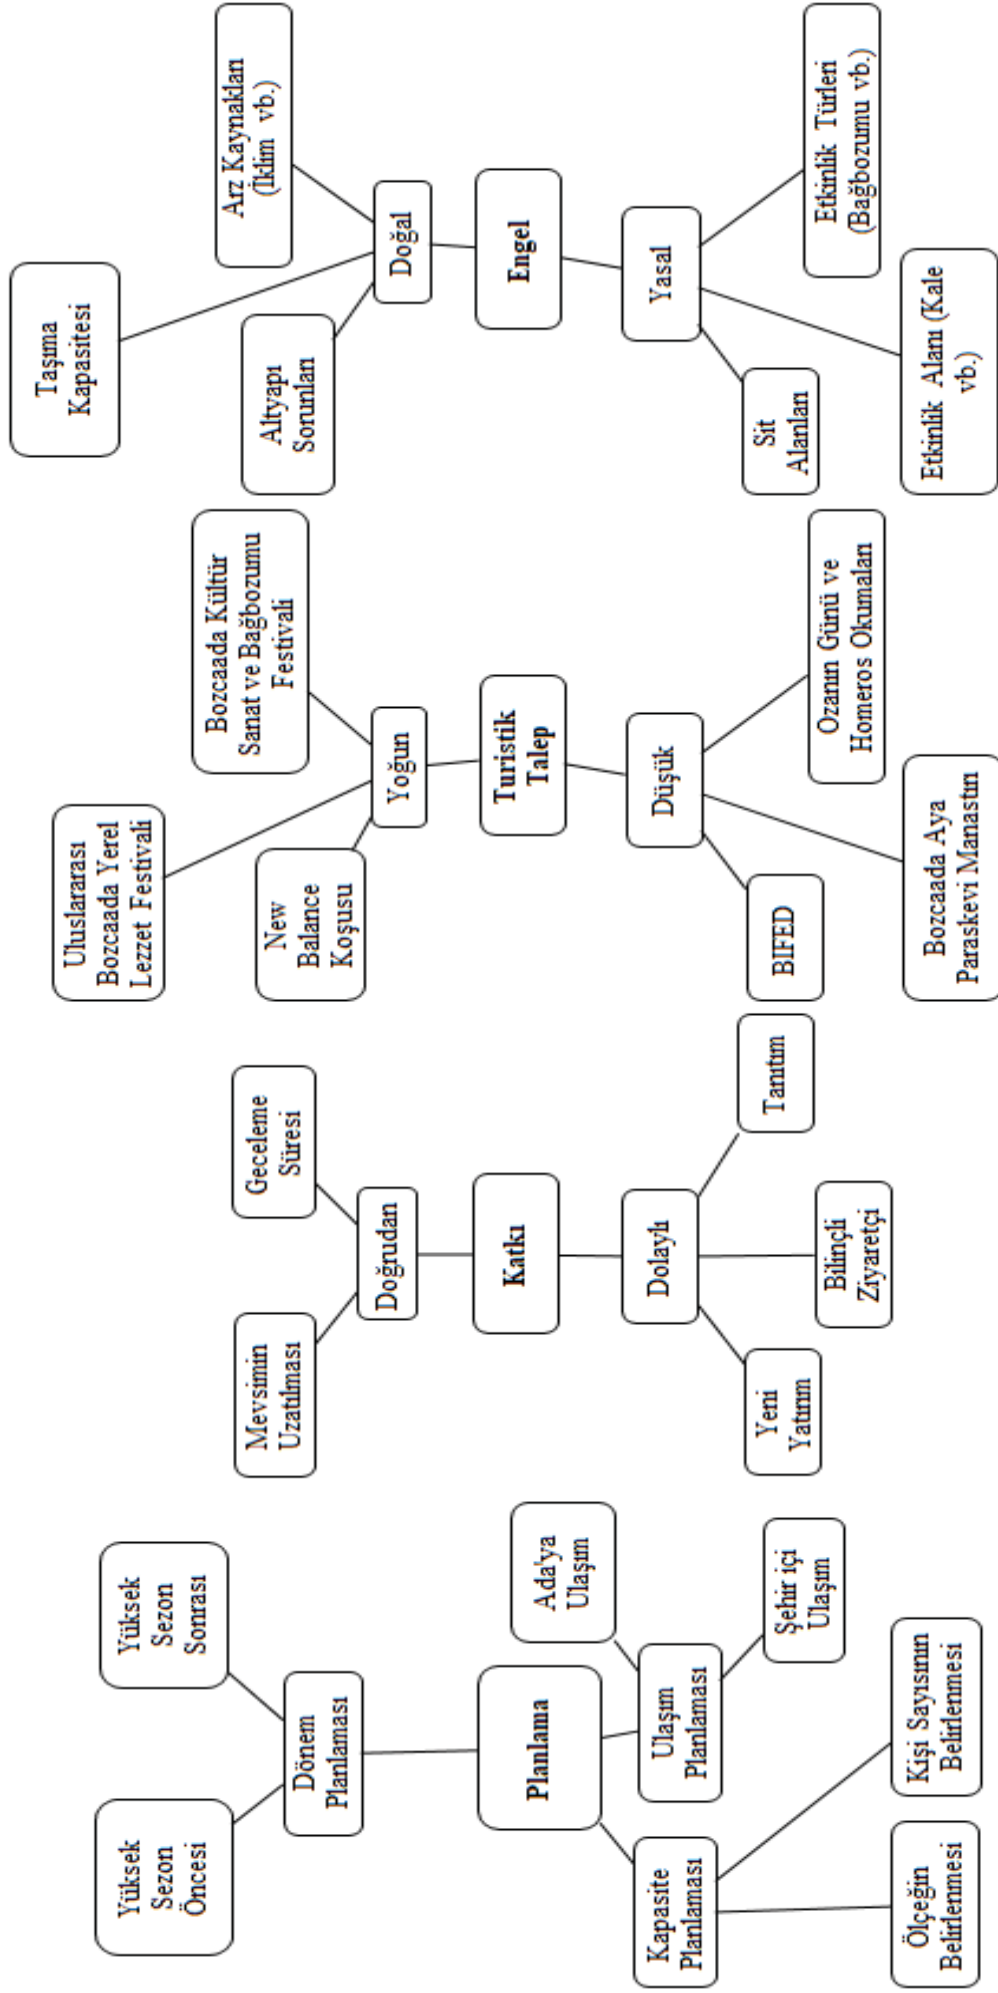 Yüksek
Sezon
Öncesi
Yüksek
Sezon
Sonrası
Dönem
Planlaması
Planlama
Ada'ya
Ulaşım
Ulaşım
Planlaması
Şehir içi
Ulaşım
Kapasite
Planlaması
Ölçeğin
Belirlenmesi
Kişi Sayısının
Belirlenmesi
Mevsimin
Uzatılması
Geceleme
Süresi
Doğrudan
Katkı
Dolaylı
Yeni
Yatırım
Bilinçli
Ziyaretçi
Tanıtım
Uluslararası
Bozcaada Yerel
Lezzet Festivali
Bozcaada Kültür
Sanat ve Bağbozumu
Festivali
New
Balance
Koşusu
Yoğun
Turistik
Talep
Düşük
BIFED
Ozanın Günü ve
Homeros Okumaları
Bozcaada Aya
Paraskevi Manastırı
Taşıma
Kapasitesi
Arz Kaynakları
(İklim vb.)
Altyapı
Sorunları
Doğal
Engel
Yasal
Sit
Alanları
Etkinlik Türleri
(Bağbozumu vb.)
Etkinlik Alanı (Kale
vb.)